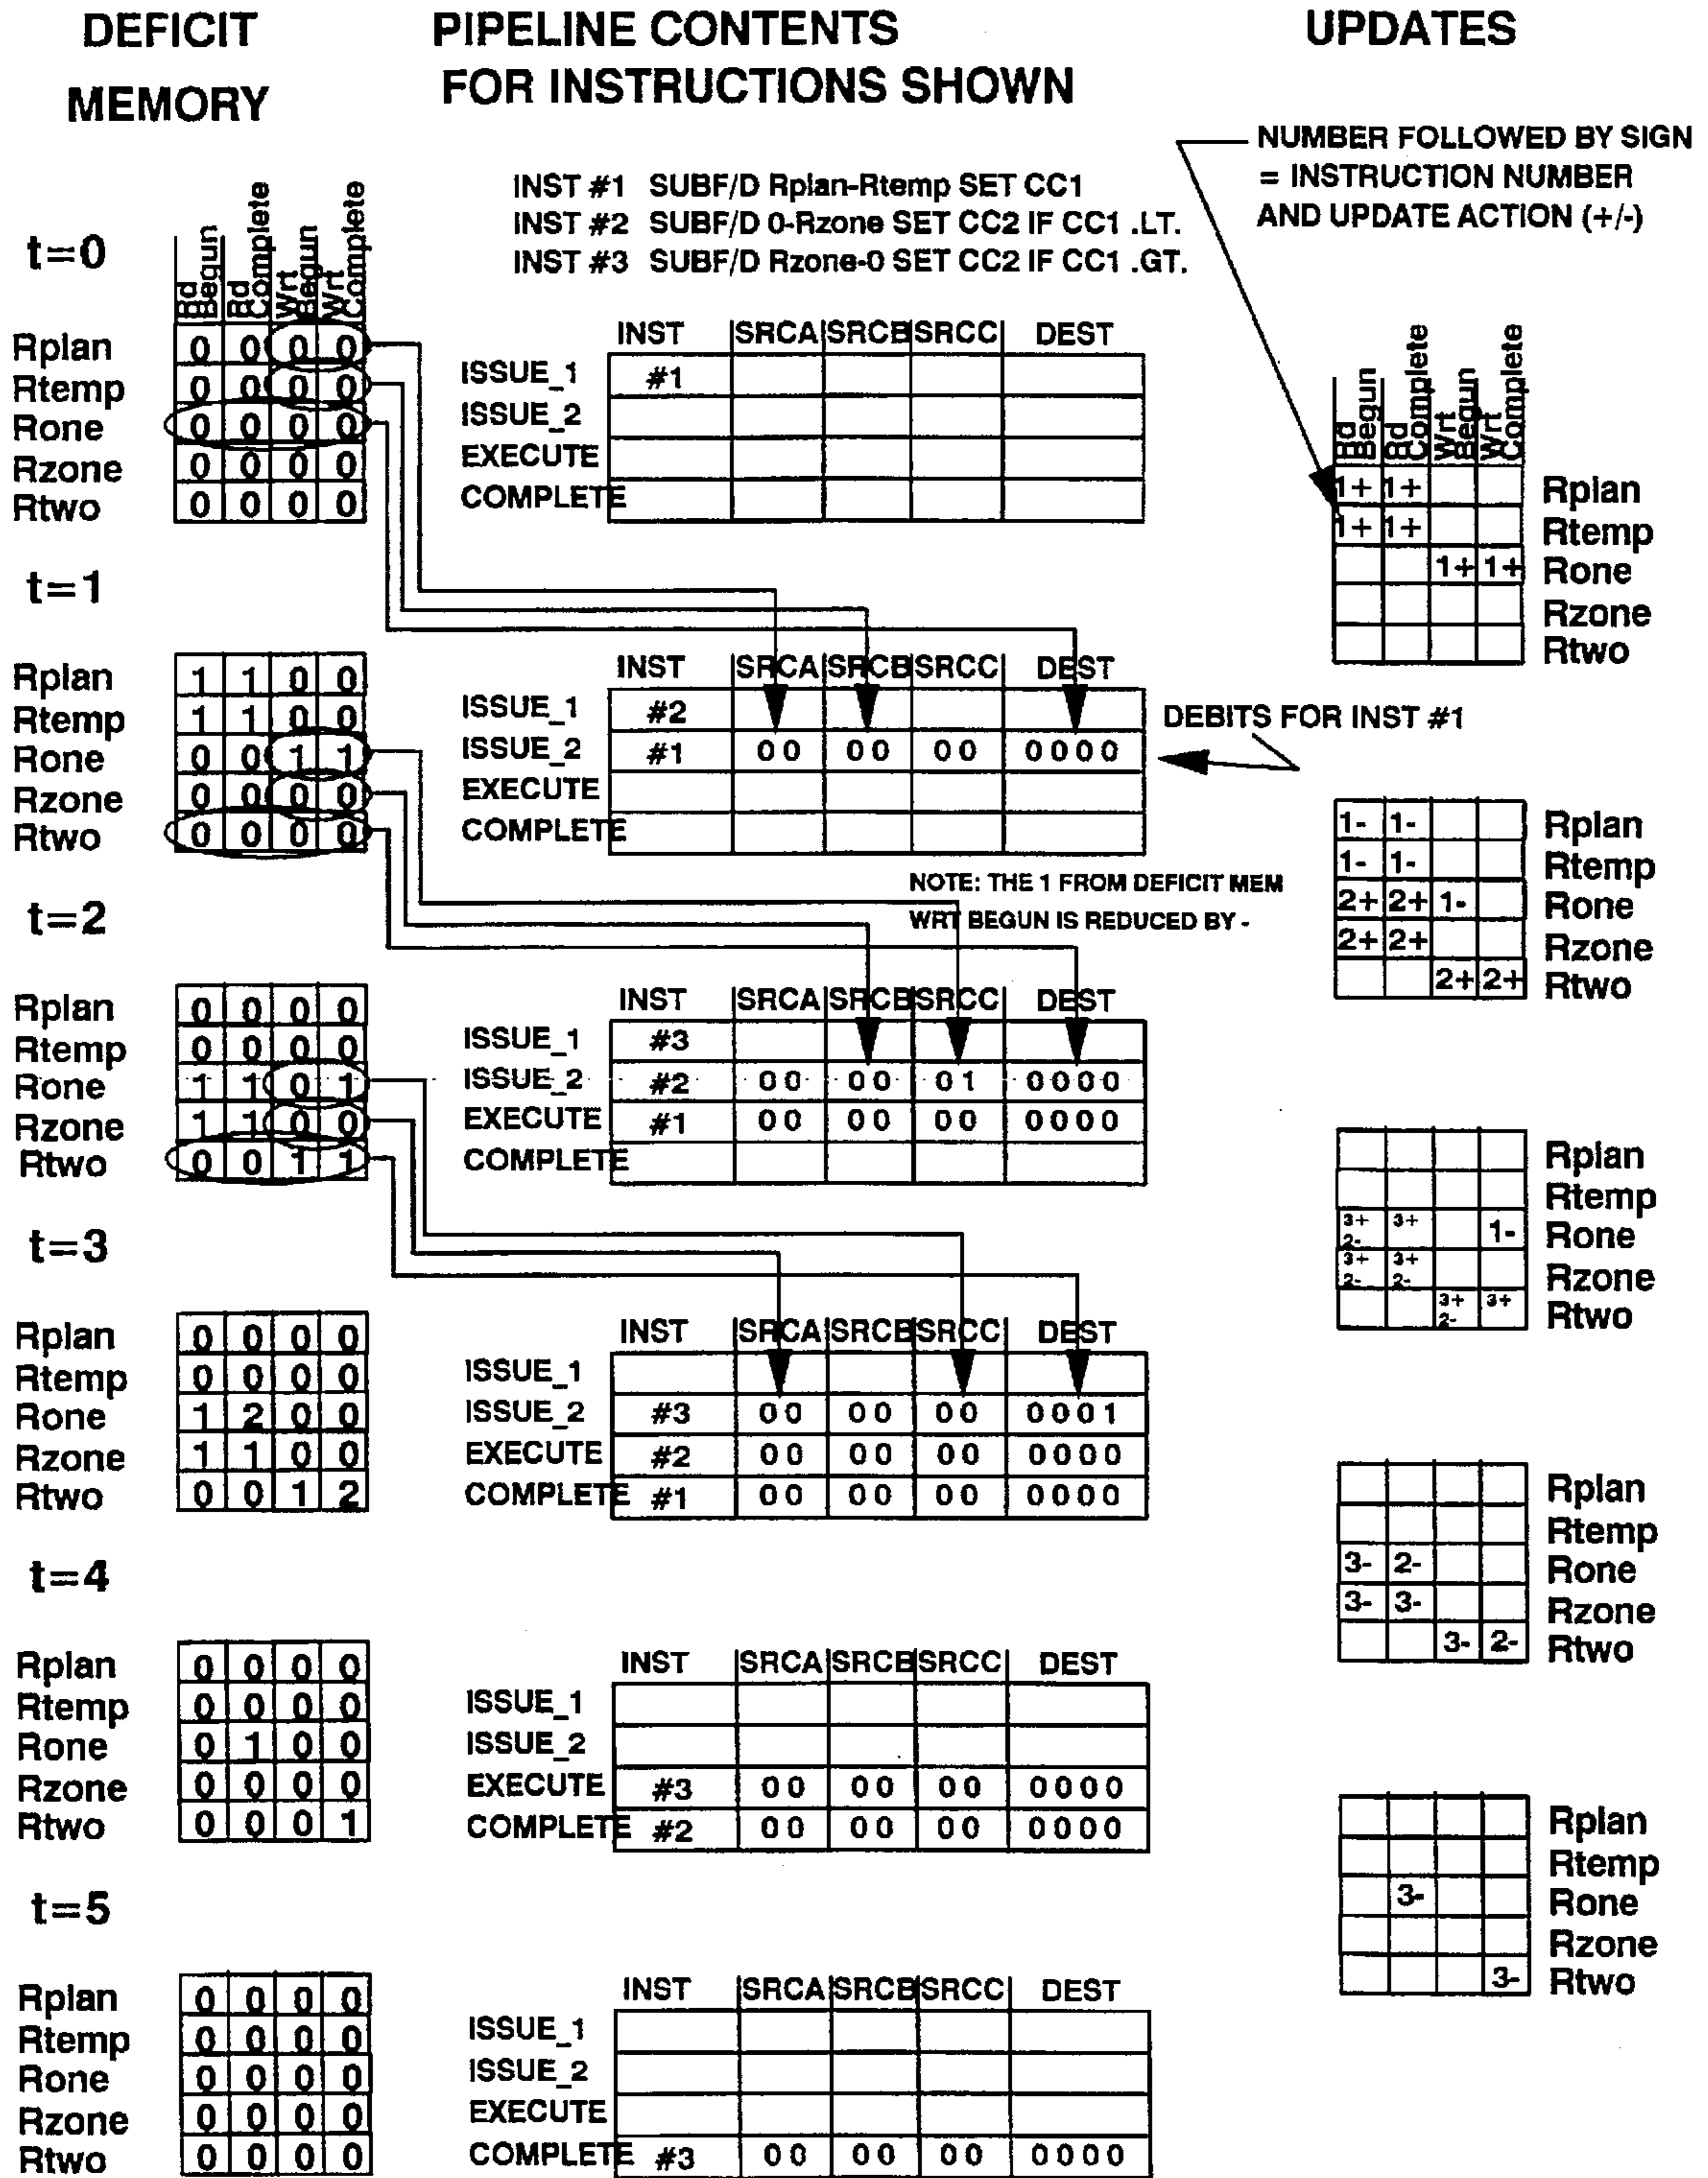 DEFICIT
MEMORY
PIPELINE CONTENTS
FOR INSTRUCTIONS SHOWN
UPDATES
NUMBER FOLLOWED BY SIGN
= INSTRUCTION NUMBER
AND UPDATE ACTION (+/-)
INST #1 SUBF/D Rplan-Rtemp SET CC1
INST #2 SUBF/D 0-Rzone SET CC2 IF CC1 .LT.
INST #3 SUBF/D Rzone-0 SET CC2 IF CC1 .GT.
t=0
Rd Begun
Rd Complete
Wrt Begun
Wrt Complete
Rplan 0 0 0 0
Rtemp 0 0 0 0
Rone 0 0 0 0
Rzone 0 0 0 0
Rtwo 0 0 0 0
INST SRCA SRCB SRCC DEST
ISSUE_1 #1
ISSUE_2
EXECUTE
COMPLETE
Rd Begun
Rd Complete
Wrt Begun
Wrt Complete
1+ 1+ Rplan
1+ 1+ Rtemp
1+ 1+ Rone
Rzone
Rtwo
t=1
Rplan 1 1 0 0
Rtemp 1 1 0 0
Rone 0 0 1 1
Rzone 0 0 0 0
Rtwo 0 0 0 0
INST SRCA SRCB SRCC DEST
ISSUE_1 #2
ISSUE_2 #1 00 00 00 0000
EXECUTE
COMPLETE
DEBITS FOR INST #1
1- 1- Rplan
1- 1- Rtemp
2+ 2+ 1- Rone
2+ 2+ Rzone
2+ 2+ Rtwo
NOTE: THE 1 FROM DEFICIT MEM
WRT BEGUN IS REDUCED BY -
t=2
Rplan 0 0 0 0
Rtemp 0 0 0 0
Rone 1 1 0 1
Rzone 1 1 0 0
Rtwo 0 0 1 1
INST SRCA SRCB SRCC DEST
ISSUE_1 #3
ISSUE_2 #2 00 00 01 0000
EXECUTE #1 00 00 00 0000
COMPLETE
Rplan
Rtemp
3+ 3+
2- 1- Rone
3+ 3+
2- 2- Rzone
3+ 3+
2- Rtwo
t=3
Rplan 0 0 0 0
Rtemp 0 0 0 0
Rone 1 2 0 0
Rzone 1 1 0 0
Rtwo 0 0 1 2
INST SRCA SRCB SRCC DEST
ISSUE_1
ISSUE_2 #3 00 00 00 0001
EXECUTE #2 00 00 00 0000
COMPLETE #1 00 00 00 0000
Rplan
Rtemp
3- 2- Rone
3- 3- Rzone
3- 2- Rtwo
t=4
Rplan 0 0 0 0
Rtemp 0 0 0 0
Rone 0 1 0 0
Rzone 0 0 0 0
Rtwo 0 0 0 1
INST SRCA SRCB SRCC DEST
ISSUE_1
ISSUE_2
EXECUTE #3 00 00 00 0000
COMPLETE #2 00 00 00 0000
Rplan
Rtemp
3- Rone
Rzone
3- Rtwo
t=5
Rplan 0 0 0 0
Rtemp 0 0 0 0
Rone 0 0 0 0
Rzone 0 0 0 0
Rtwo 0 0 0 0
INST SRCA SRCB SRCC DEST
ISSUE_1
ISSUE_2
EXECUTE
COMPLETE #3 00 00 00 0000